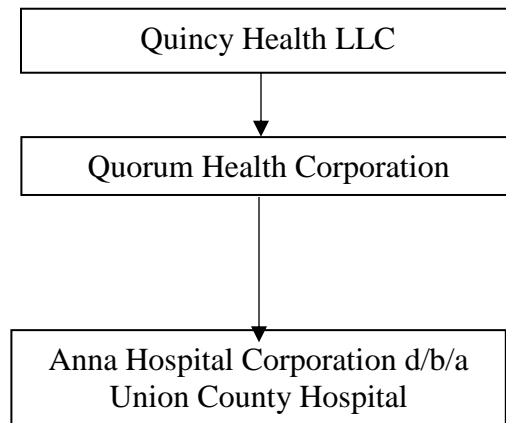 Quincy Health LLC
Quorum Health Corporation
Anna Hospital Corporation d/b/a
Union County Hospital